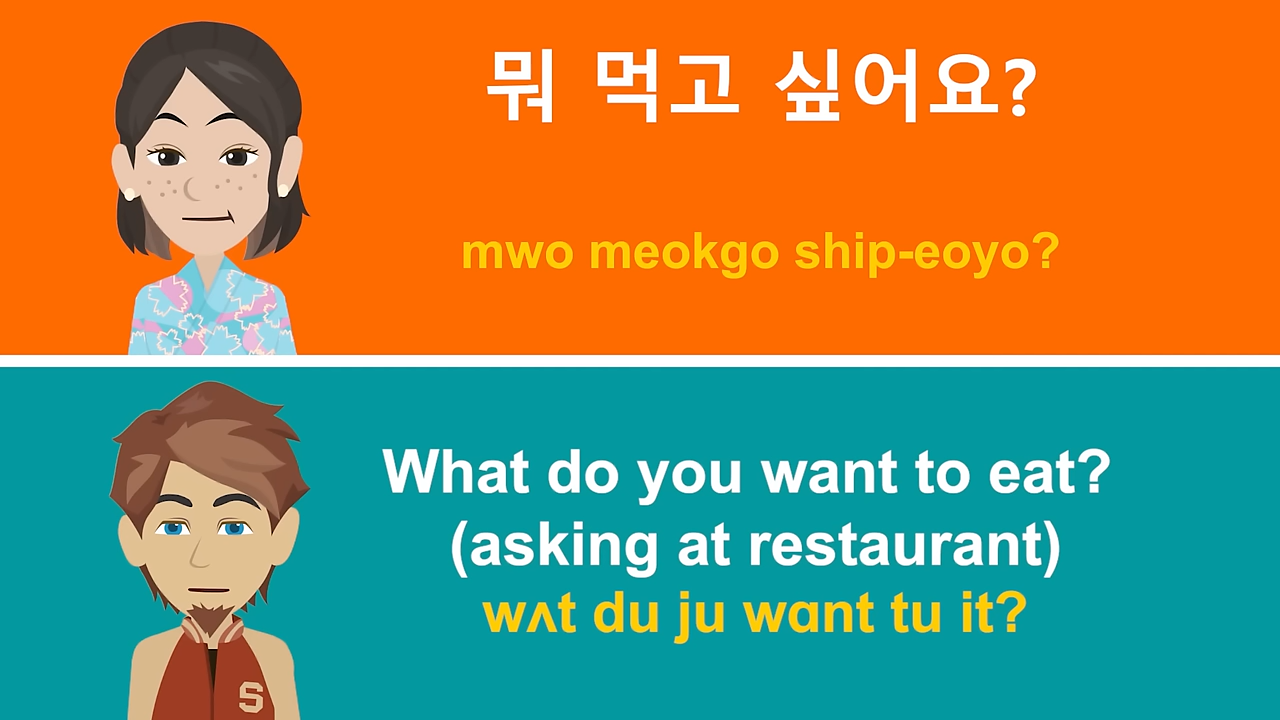 뭐 먹고 싶어요?
mwo meokgo ship-eoyo?
What do you want to eat?
(asking at restaurant)
wʌt du ju wɑnt tu it?
S